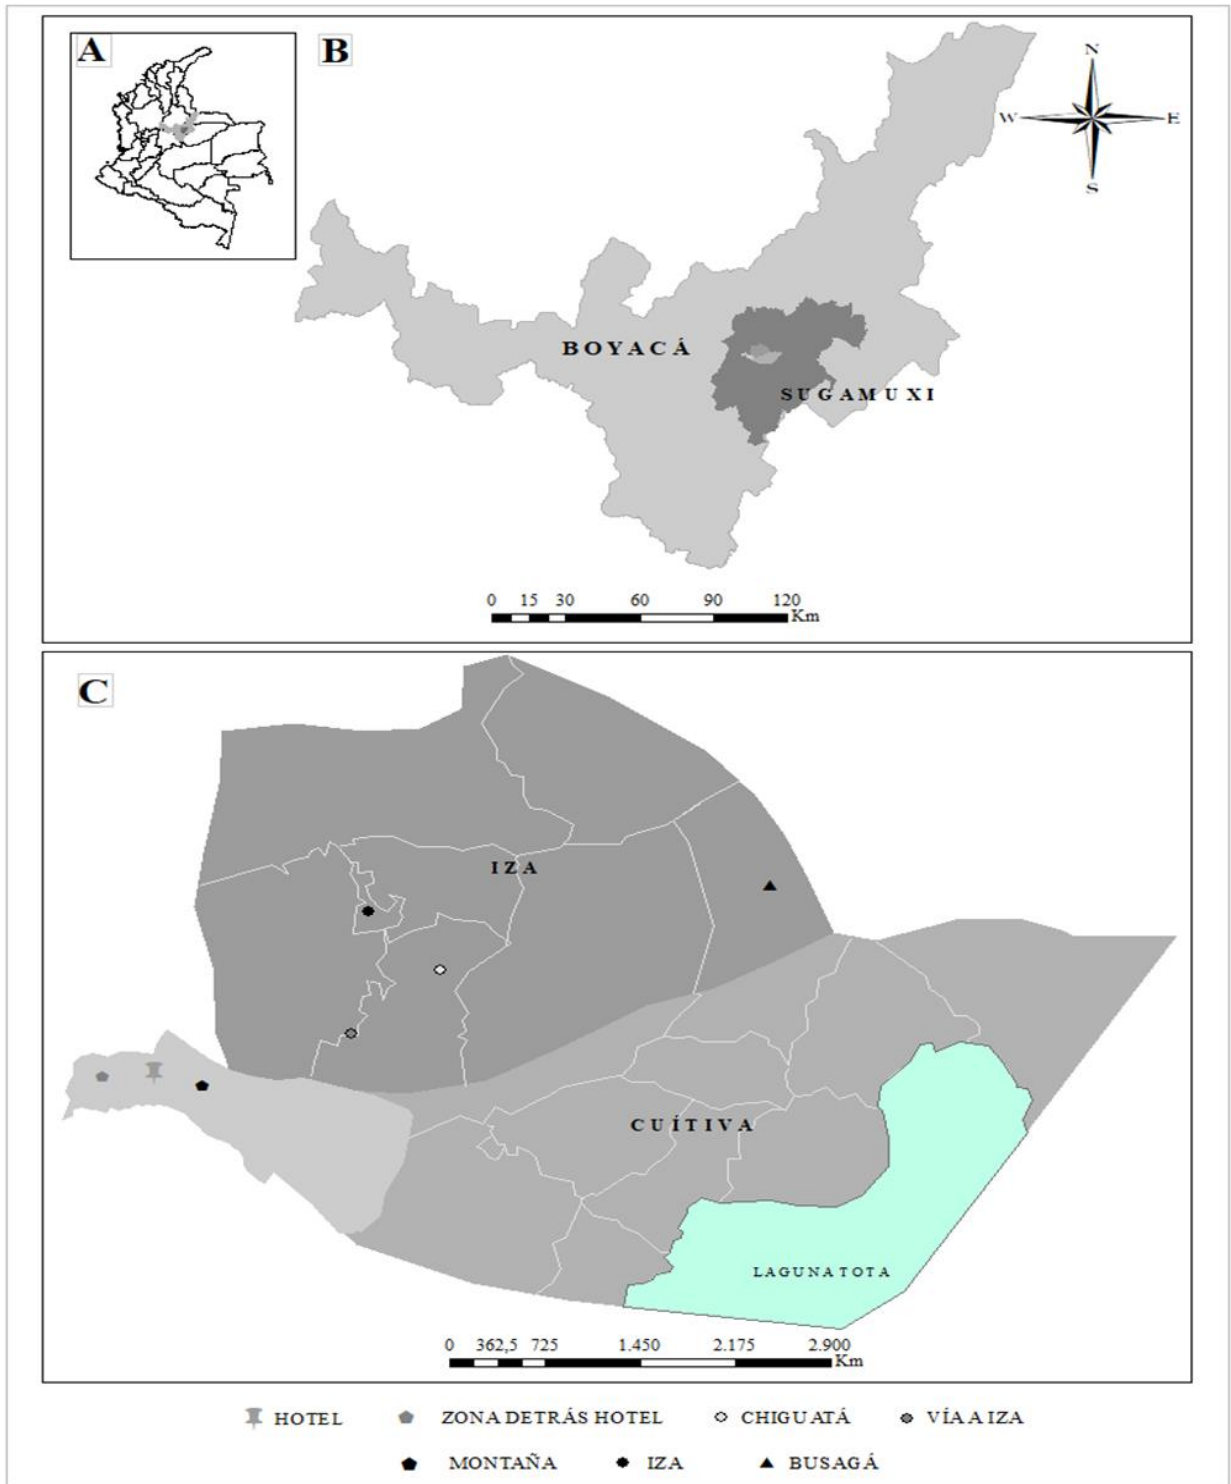 A
B
N
W E
S
BOYACÁ
SUGAMUXI
0 15 30 60 90 120
Km
C
IZA
CUÍTIVA
LAGUNA TOTA
0 362,5 725 1.450 2.175 2.900
Km
HOTEL ZONA DETRÁS HOTEL CHIGUATÁ VÍA A IZA
MONTAÑA IZA BUSAGÁ